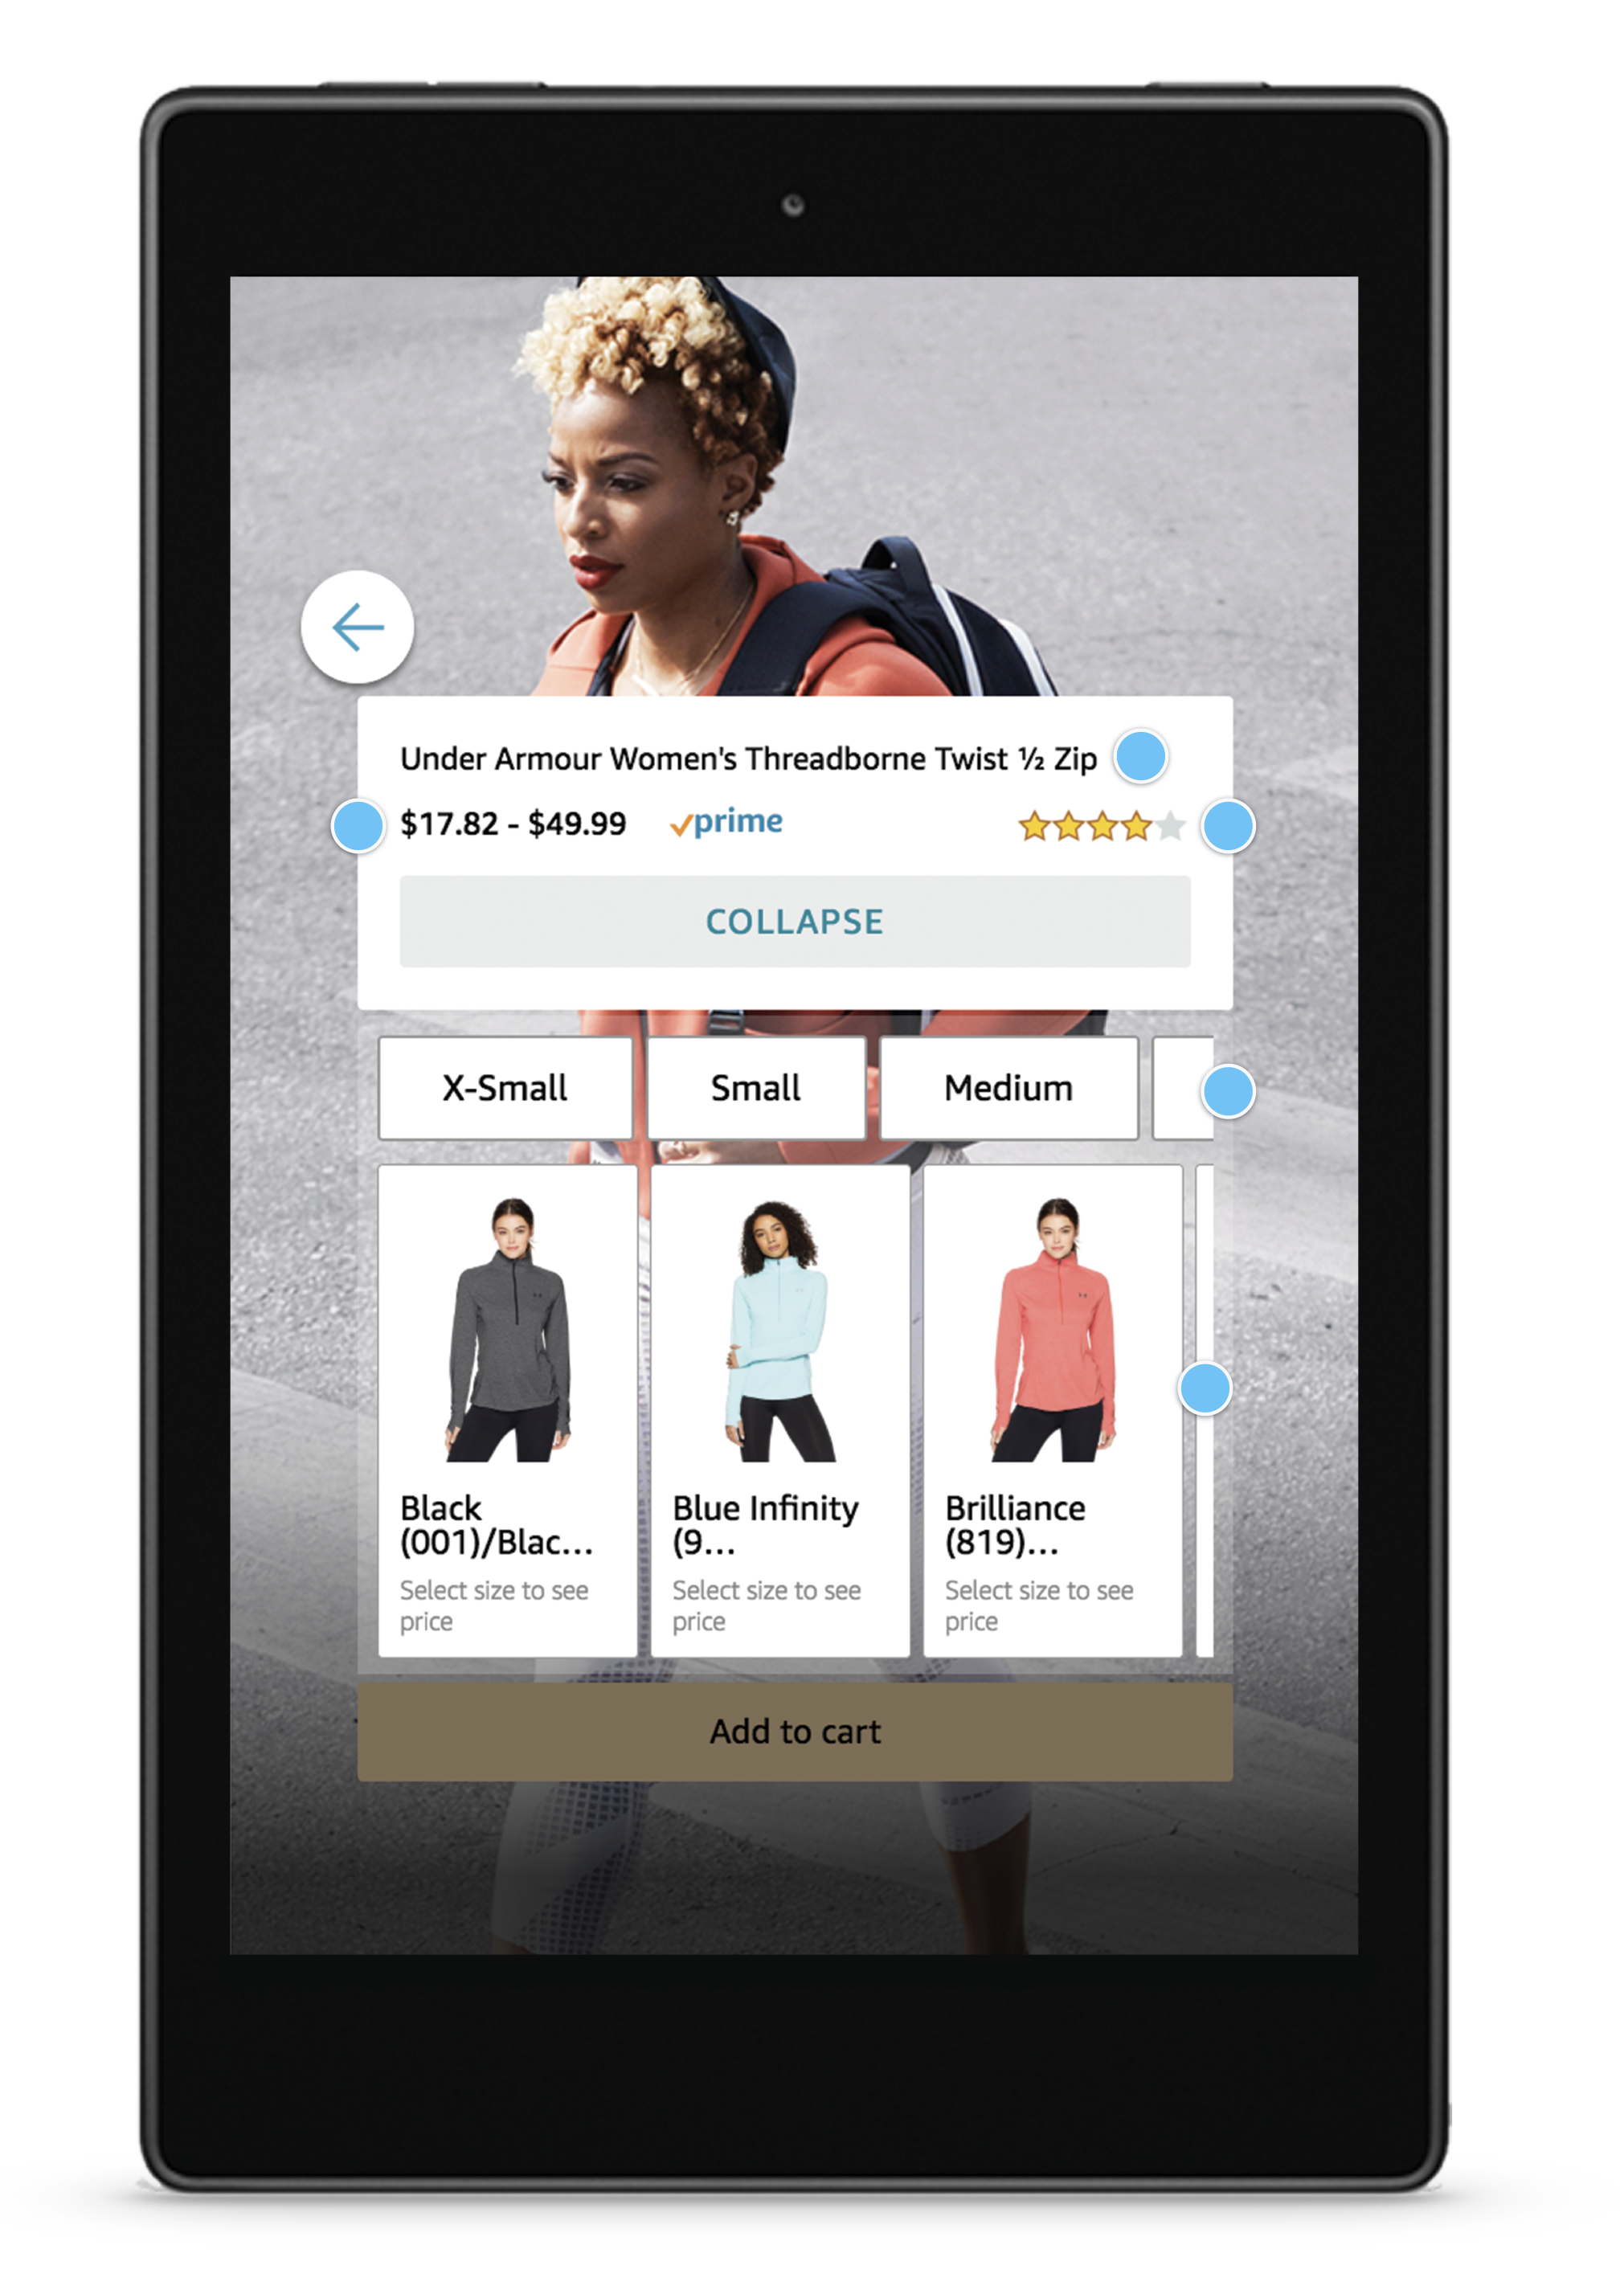 Under Armour Women's Threadborne Twist ½ Zip
$17.82 - $49.99 prime
COLLAPSE
X-Small Small Medium
Black (001)/Blac...
Blue Infinity (9...
Brilliance (819)...
Select size to see price
Select size to see price
Select size to see price
Add to cart